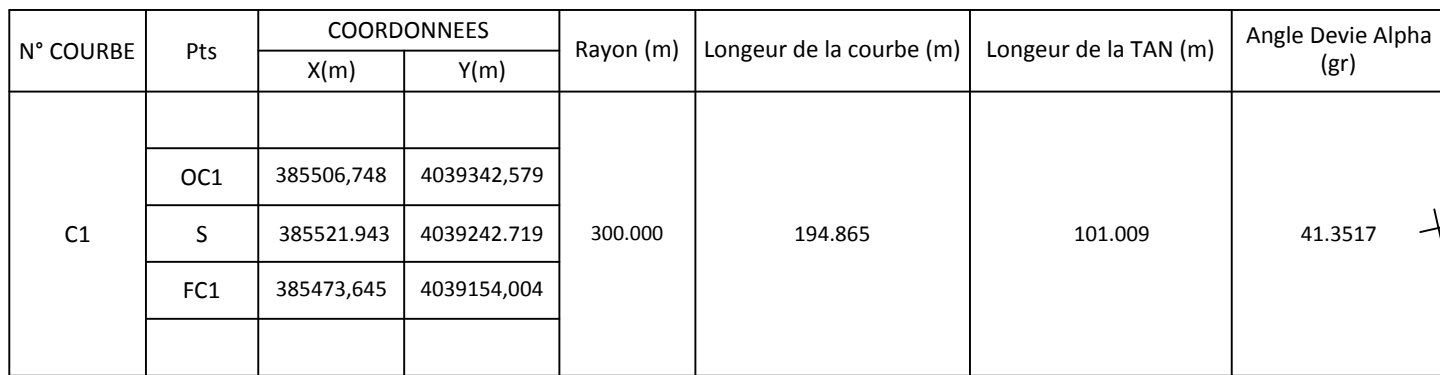 N° COURBE Pts COORDONNEES Rayon (m) Longeur de la courbe (m) Longeur de la TAN (m) Angle Devie Alpha
(gr)
X(m) Y(m)
OC1 385506,748 4039342,579
C1 S 385521.943 4039242.719 300.000 194.865 101.009 41.3517
FC1 385473,645 4039154,004